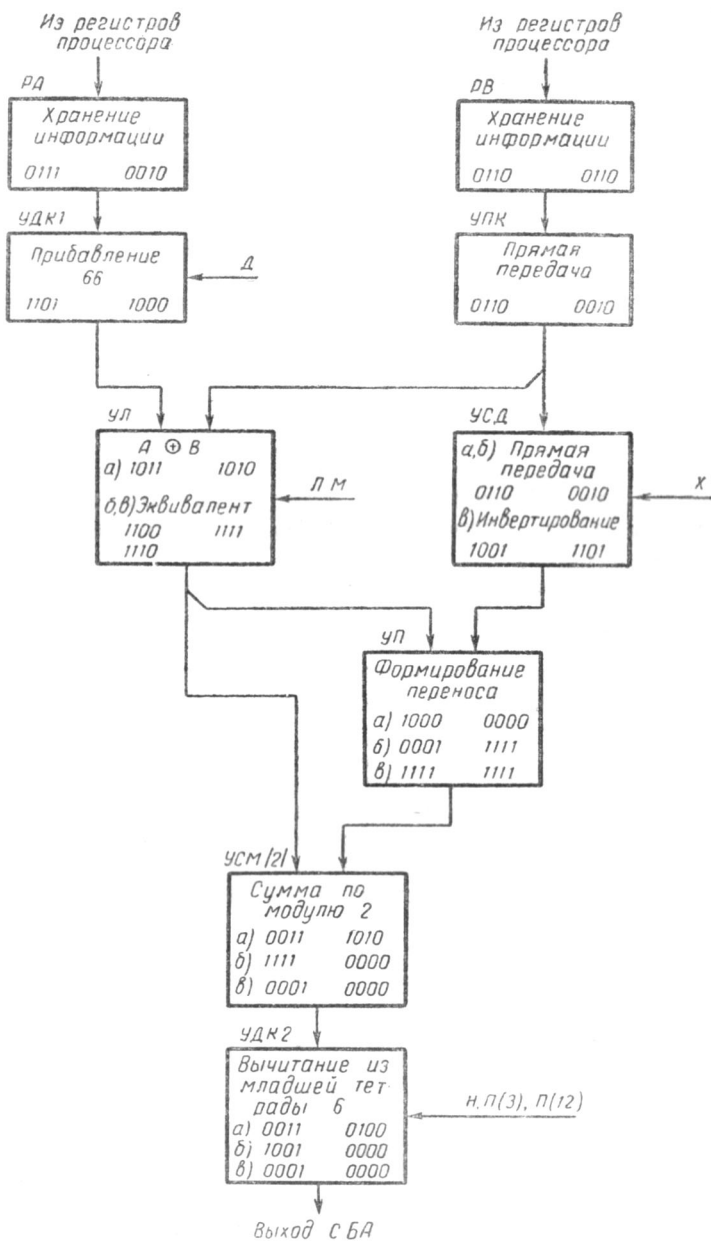 Из регистров
процессора
Из регистров
процессора
РА
Хранение
информации
0111 0010
РВ
Хранение
информации
0110 0110
УДК1
Прибавление
66
1101 1000
Д
УПК
Прямая
передача
0110 0010
УЛ
А ⊕ В
а) 1011 1010
б,в)Эквивалент
1100 1111
1110
Л М
УСД
а,б) Прямая
передача
0110 0010
в)Инвертирование
1001 1101
Х
УП
Формирование
переноса
а) 1000 0000
б) 0001 1111
в) 1111 1111
УСМ/2/
Сумма по
модулю 2
а) 0011 1010
б) 1111 0000
в) 0001 0000
УДК2
Вычитание из
младшей тет-
рады 6
а) 0011 0100
б) 1001 0000
в) 0001 0000
Н,П(3), П(12)
Выход С БА